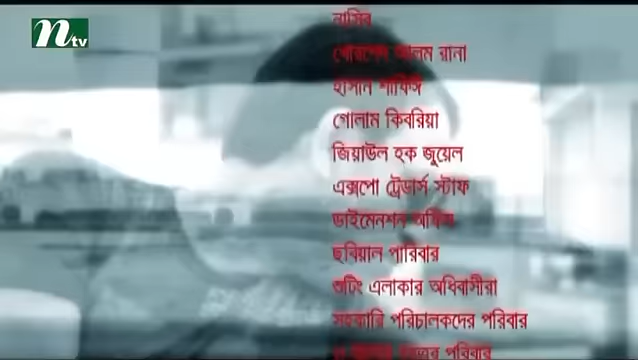 ntv
নাসির
খোরশেদ আলম রানা
হাসান শাফিঈ
গোলাম কিবরিয়া
জিয়াউল হক জুয়েল
এক্সপো ট্রেডার্স স্টাফ
ডাইমেনশন অফিস
ছবিয়াল পরিবার
শুটিং এলাকার অধিবাসীরা
সহকারি পরিচালকদের পরিবার
পরিবার